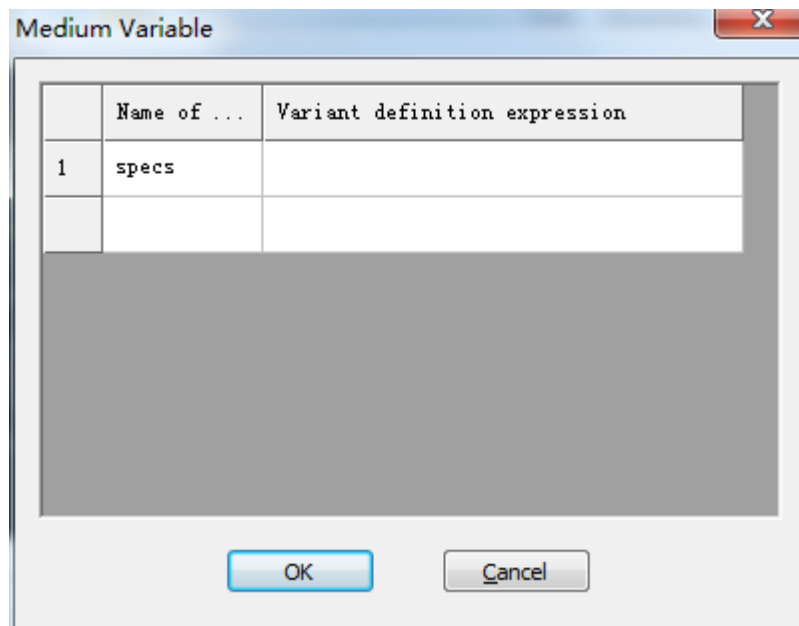 Medium Variable
Name of ... Variant definition expression
1 specs
OK Cancel